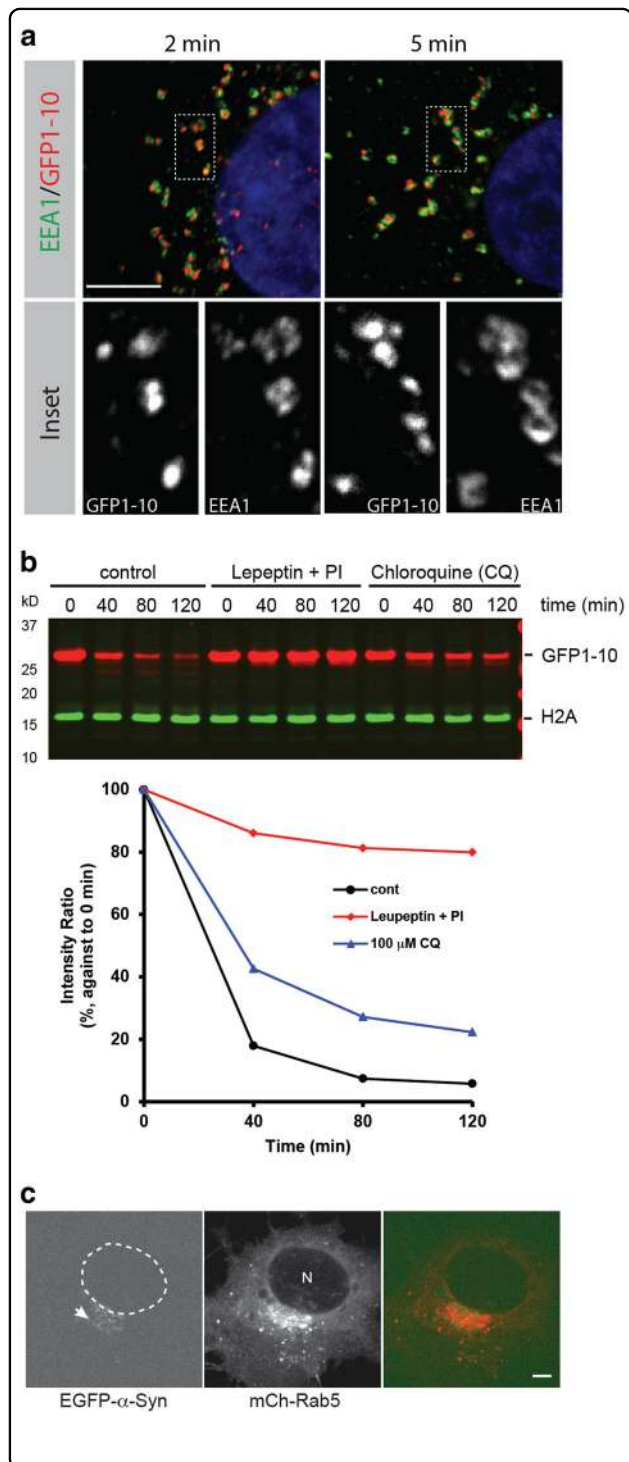 a
2 min 5 min
EEA1/GFP1-10
Inset
GFP1-10 EEA1 GFP1-10 EEA1
b
control Lepeptin + PI Chloroquine (CQ)
kD 0 40 80 120 0 40 80 120 0 40 80 120 time (min)
37
GFP1-10
25
20
15 H2A
10
100
80
60
40
20
0
Intensity Ratio
(%, against to 0 min)
cont
Leupeptin + PI
100 μM CQ
0 40 80 120
Time (min)
c
N
EGFP-α-Syn mCh-Rab5